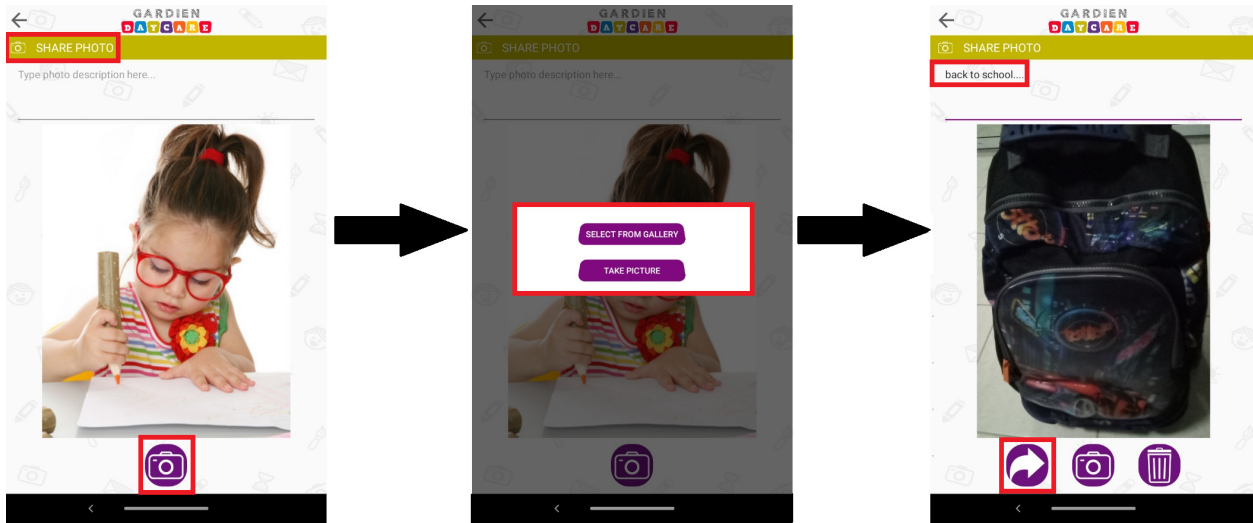 GARDIEN
DAYCARE
SHARE PHOTO
Type photo description here...
GARDIEN
DAYCARE
SHARE PHOTO
Type photo description here...
SELECT FROM GALLERY
TAKE PICTURE
GARDIEN
DAYCARE
SHARE PHOTO
back to school....